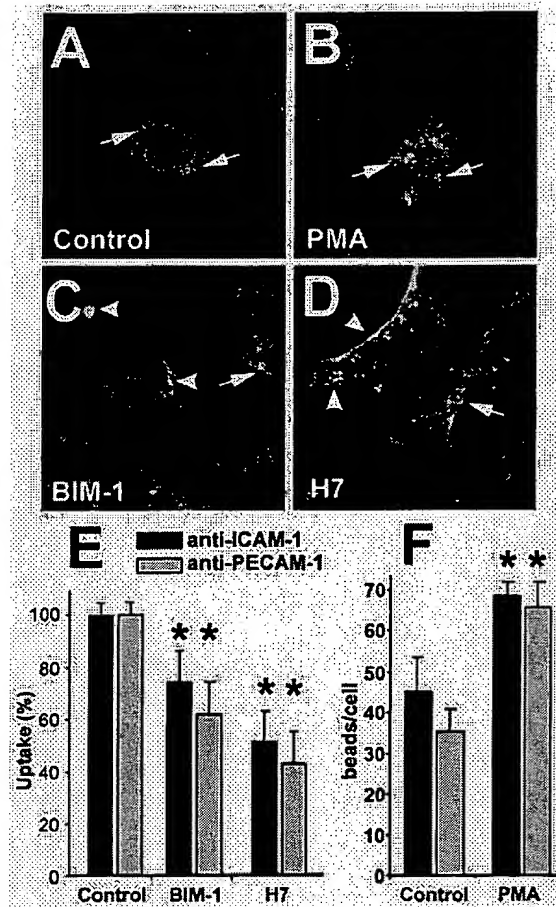 A
B
Control
PMA
C
D
BIM-1
H7
E
anti-ICAM-1
anti-PECAM-1
F
Uptake (%)
100
80
60
40
20
0
Control BIM-1 H7
beads/cell
70
60
50
40
30
20
10
0
Control PMA
* * * *
* *